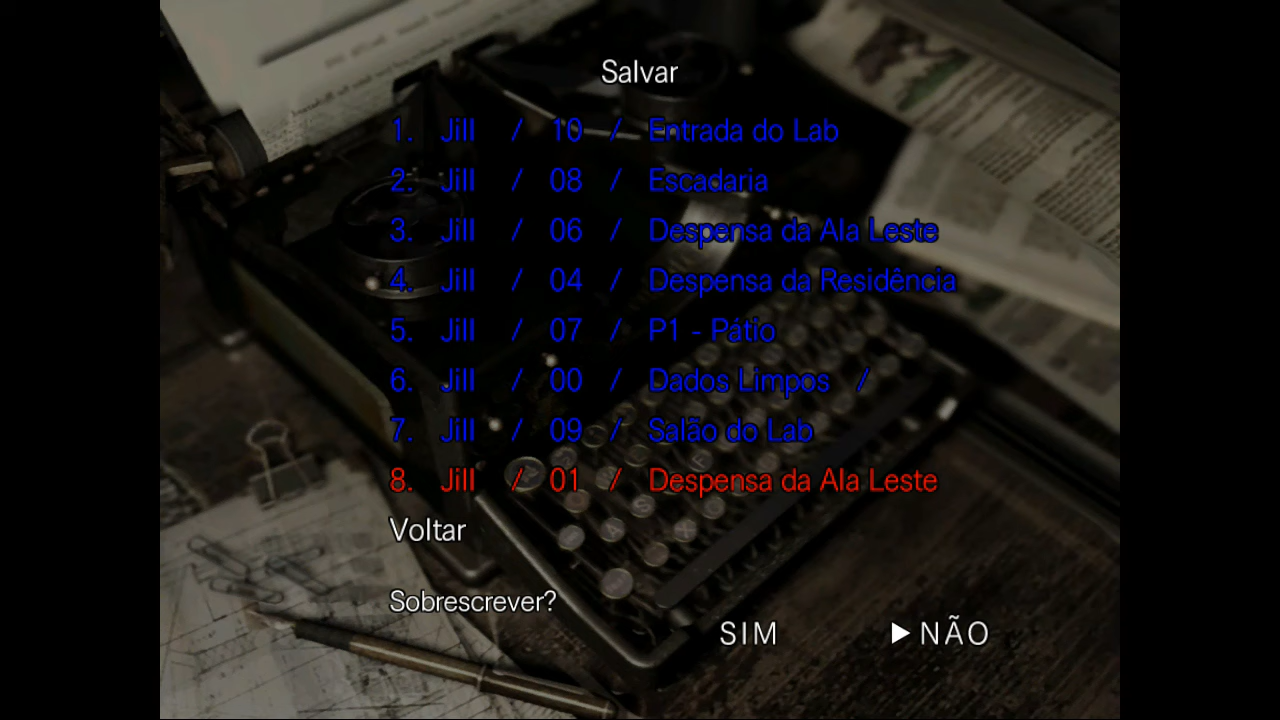 Salvar
1. Jill / 10 / Entrada do Lab
2. Jill / 08 / Escadaria
3. Jill / 06 / Despensa da Ala Leste
4. Jill / 04 / Despensa da Residência
5. Jill / 07 / P1 - Pátio
6. Jill / 00 / Dados Limpos /
7. Jill / 09 / Salão do Lab
8. Jill / 01 / Despensa da Ala Leste
Voltar
Sobrescrever?
SIM ▶NÃO